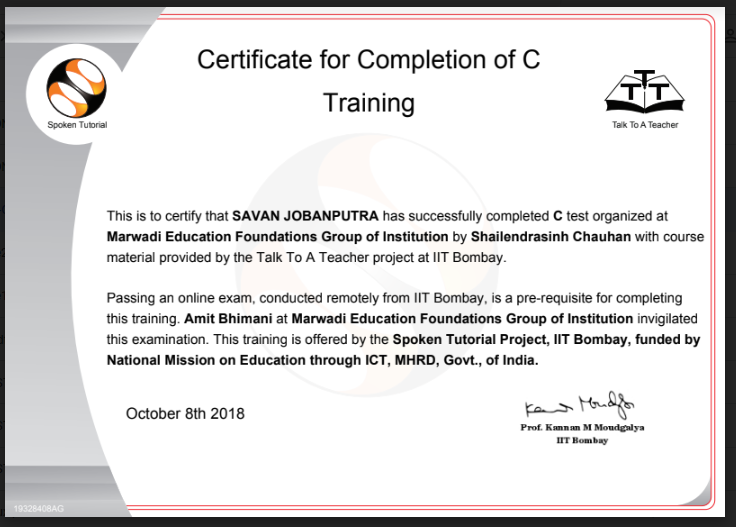 Certificate for Completion of C
Training
Spoken Tutorial
TTT
Talk To A Teacher
This is to certify that SAVAN JOBANPUTRA has successfully completed C test organized at
Marwadi Education Foundations Group of Institution by Shailendrasinh Chauhan with course
material provided by the Talk To A Teacher project at IIT Bombay.
Passing an online exam, conducted remotely from IIT Bombay, is a pre-requisite for completing
this training. Amit Bhimani at Marwadi Education Foundations Group of Institution invigilated
this examination. This training is offered by the Spoken Tutorial Project, IIT Bombay, funded by
National Mission on Education through ICT, MHRD, Govt., of India.
October 8th 2018
Prof. Kannan M Moudgalya
IIT Bombay
19328408AG